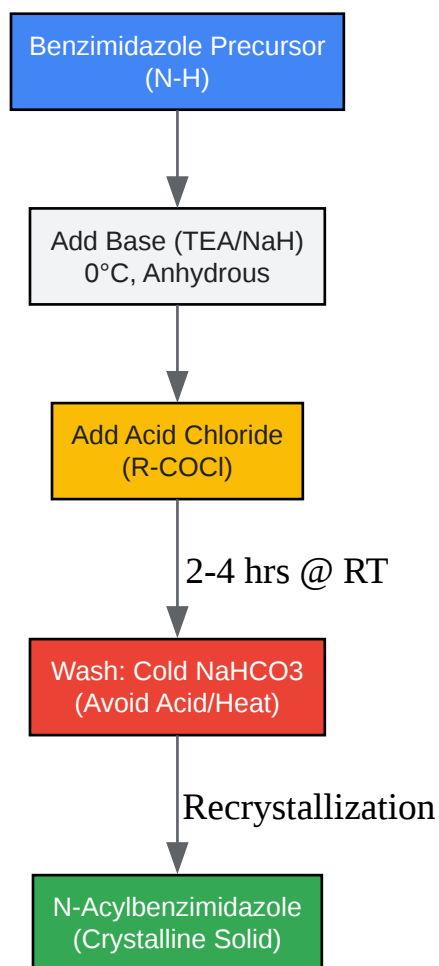 Benzimidazole Precursor
(N-H)
Add Base (TEA/NaH)
0°C, Anhydrous
Add Acid Chloride
(R-COCl)
2-4 hrs @ RT
Wash: Cold NaHCO3
(Avoid Acid/Heat)
Recrystallization
N-Acylbenzimidazole
(Crystalline Solid)